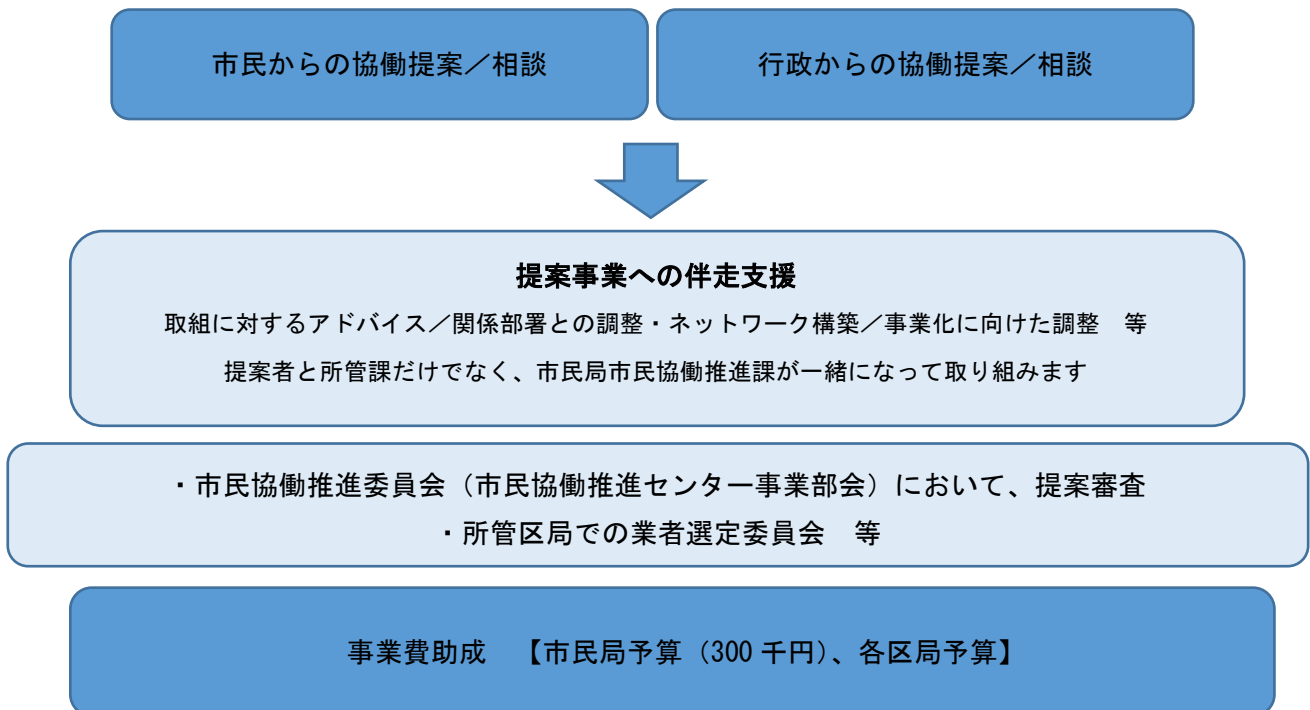 市民からの協働提案／相談
行政からの協働提案／相談
提案事業への伴走支援
取組に対するアドバイス／関係部署との調整・ネットワーク構築／事業化に向けた調整　等
提案者と所管課だけでなく、市民局市民協働推進課が一緒になって取り組みます
・市民協働推進委員会（市民協働推進センター事業部会）において、提案審査
・所管区局での業者選定委員会　等
事業費助成　【市民局予算（300 千円）、各区局予算】